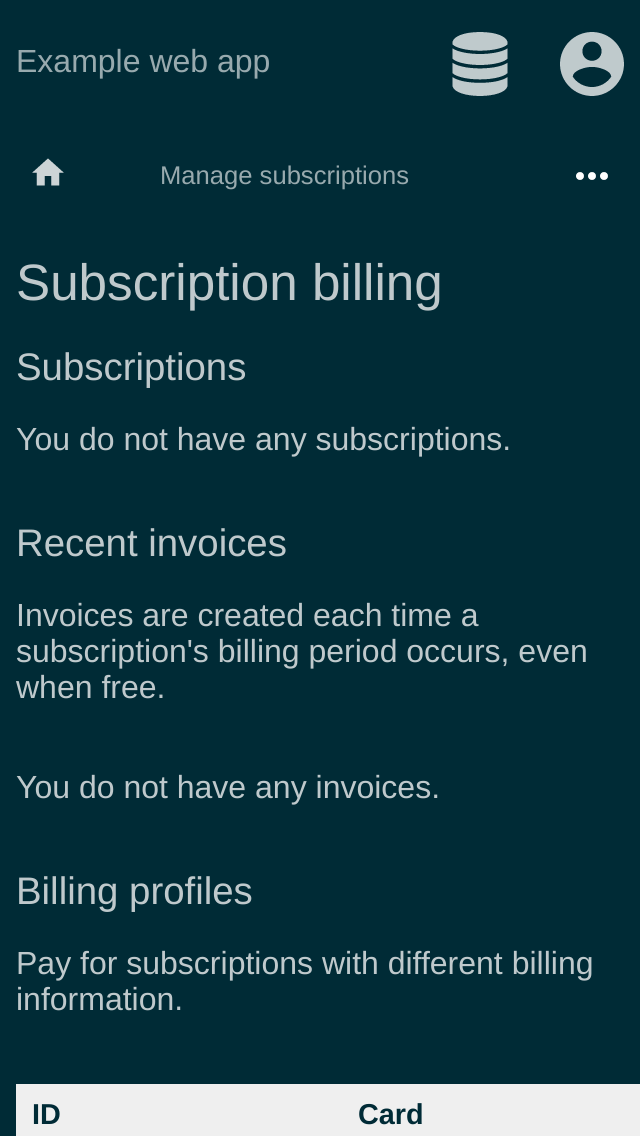 Example web app
Manage subscriptions
Subscription billing
Subscriptions
You do not have any subscriptions.
Recent invoices
Invoices are created each time a
subscription's billing period occurs, even
when free.
You do not have any invoices.
Billing profiles
Pay for subscriptions with different billing
information.
ID Card